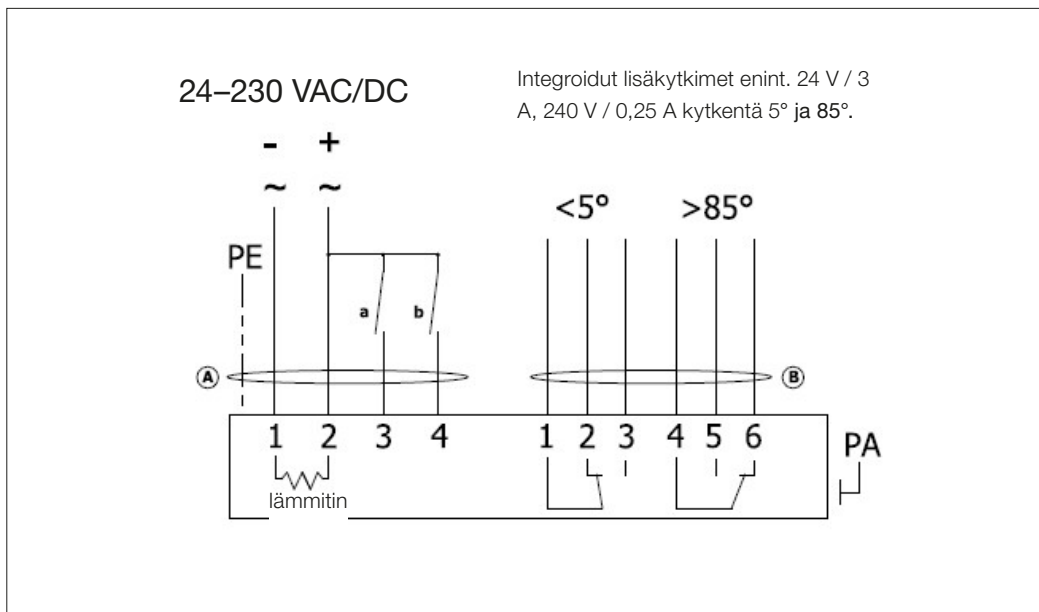 24–230 VAC/DC
Integroidut lisäkytkimet enint. 24 V / 3
A, 240 V / 0,25 A kytkentä 5° ja 85°.
- +
~ ~
<5° >85°
PE
a b
A B
1 2 3 4 1 2 3 4 5 6
PA
lämmitin